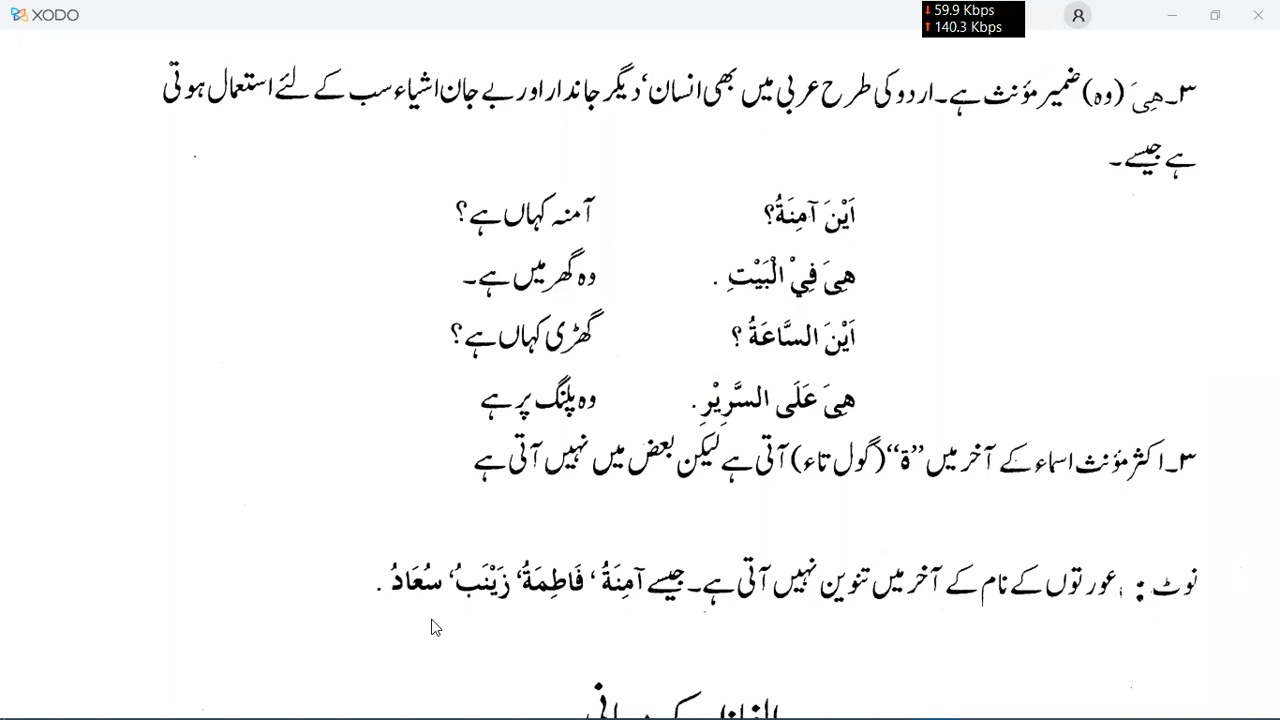 XODO
59.9 Kbps
140.3 Kbps
۳۔ هِیَ (وہ) ضمیر مؤنث ہے۔ اردو کی طرح عربی میں بھی انسان‘ دیگر جاندار اور بے جان اشیاء سب کے لئے استعمال ہوتی
ہے جیسے۔
اَيْنَ آمِنَةُ؟ آمنہ کہاں ہے؟
هِىَ فِيْ الْبَيْتِ . وہ گھر میں ہے۔
اَيْنَ السَّاعَةُ ؟ گھڑی کہاں ہے؟
هِىَ عَلَى السَّرِيْرِ . وہ پلنگ پر ہے
۳۔ اکثر مؤنث اسماء کے آخر میں ’’ة‘‘ (گول تاء) آتی ہے لیکن بعض میں نہیں آتی ہے
نوٹ : عورتوں کے نام کے آخر میں تنوین نہیں آتی ہے۔ جیسے آمِنَةُ ‘ فَاطِمَةُ‘ زَيْنَبُ‘ سُعَادُ .